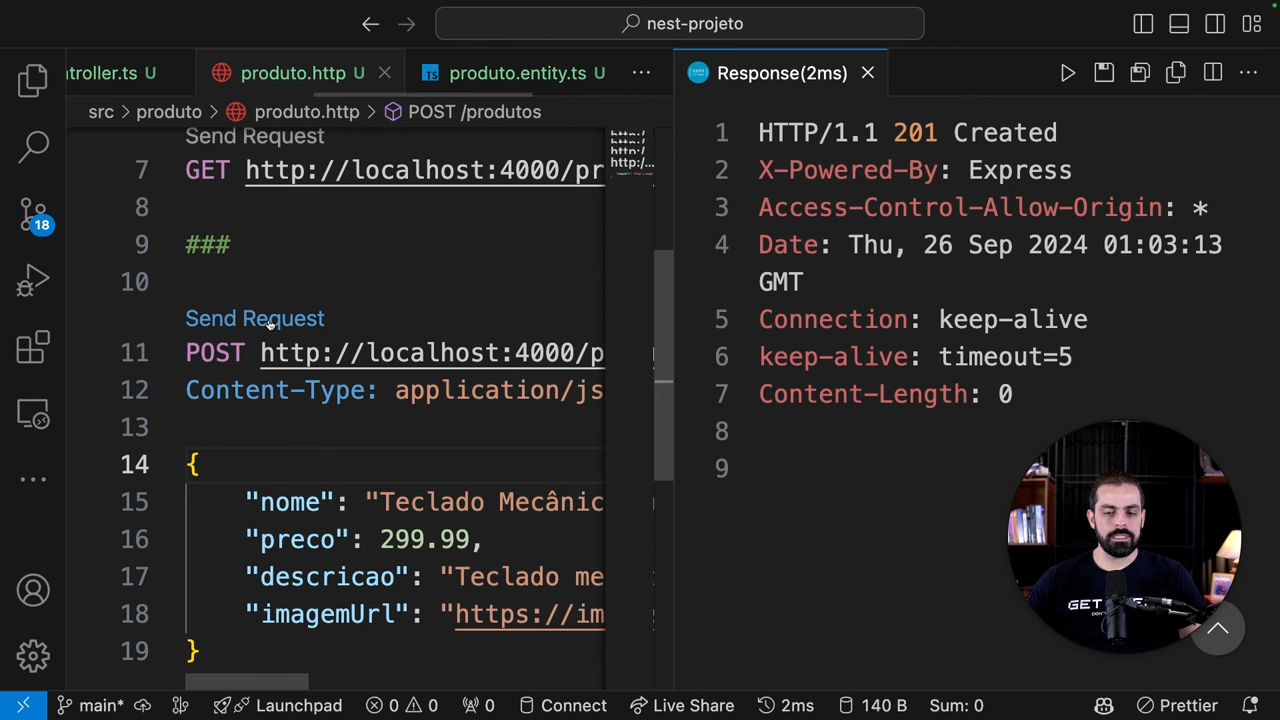 nest-projeto
ntroller.ts U
produto.http U
TS produto.entity.ts U
Response(2ms)
src > produto > produto.http > POST /produtos
Send Request
7 GET http://localhost:4000/pr
8
9 ###
10
Send Request
11 POST http://localhost:4000/p
12 Content-Type: application/js
13
14 {
15 "nome": "Teclado Mecânic
16 "preco": 299.99,
17 "descricao": "Teclado me
18 "imagemUrl": "https://im
19 }
1 HTTP/1.1 201 Created
2 X-Powered-By: Express
3 Access-Control-Allow-Origin: *
4 Date: Thu, 26 Sep 2024 01:03:13
GMT
5 Connection: keep-alive
6 keep-alive: timeout=5
7 Content-Length: 0
8
9
18
main* Launchpad 0 0 0 Connect Live Share 2ms 140 B Sum: 0 Prettier